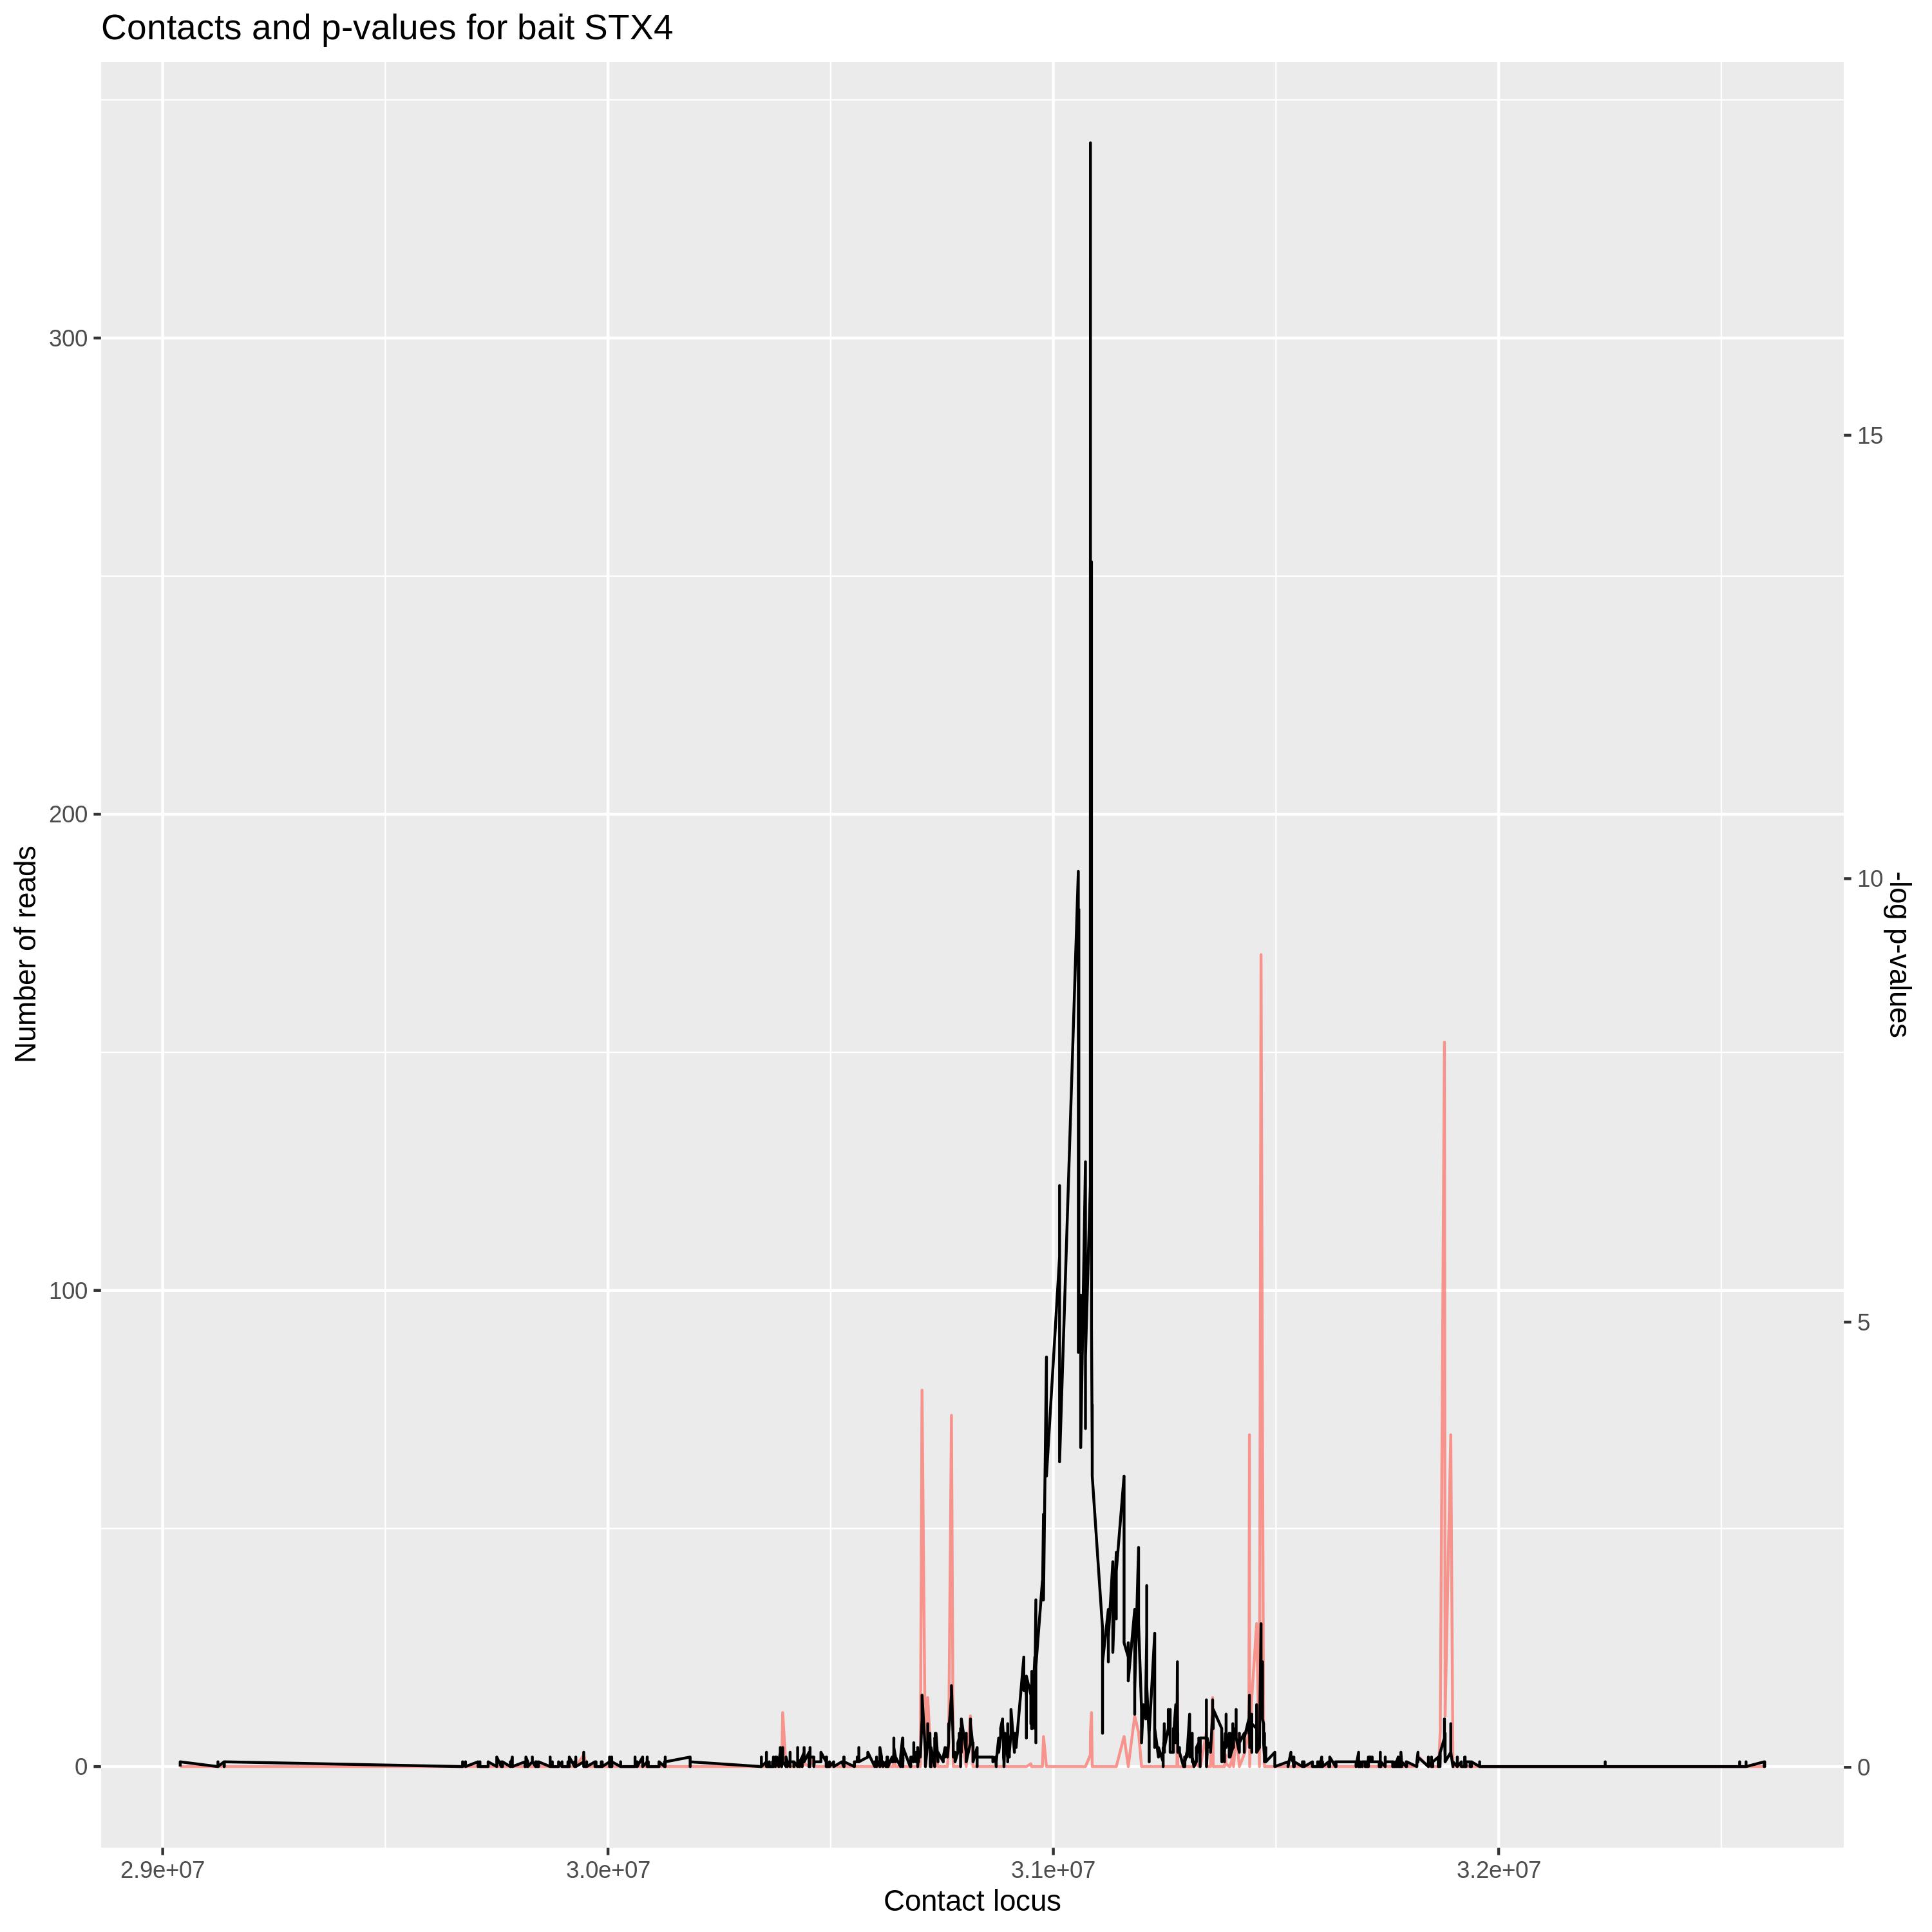 Contacts and p-values for bait STX4
300
200
100
0
Number of reads
15
10
5
0
-log p-values
2.9e+07
3.0e+07
3.1e+07
3.2e+07
Contact locus